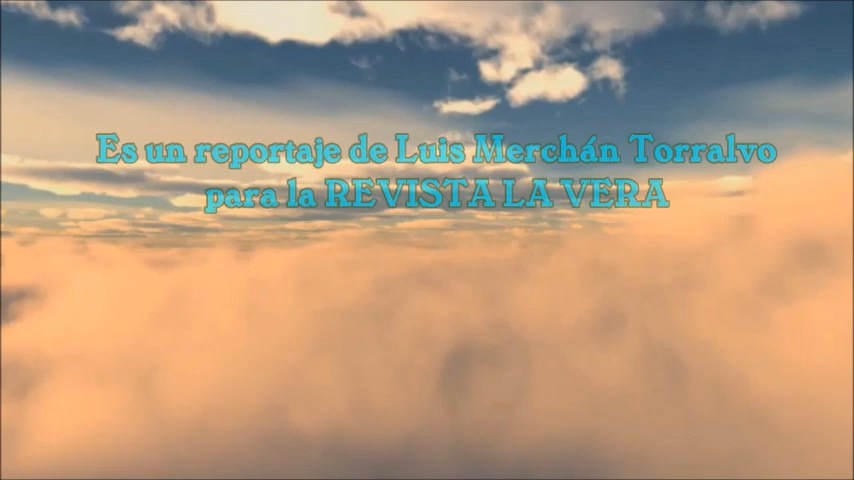 Es un reportaje de Luis Merchán Torralvo
para la REVISTA LA VERA